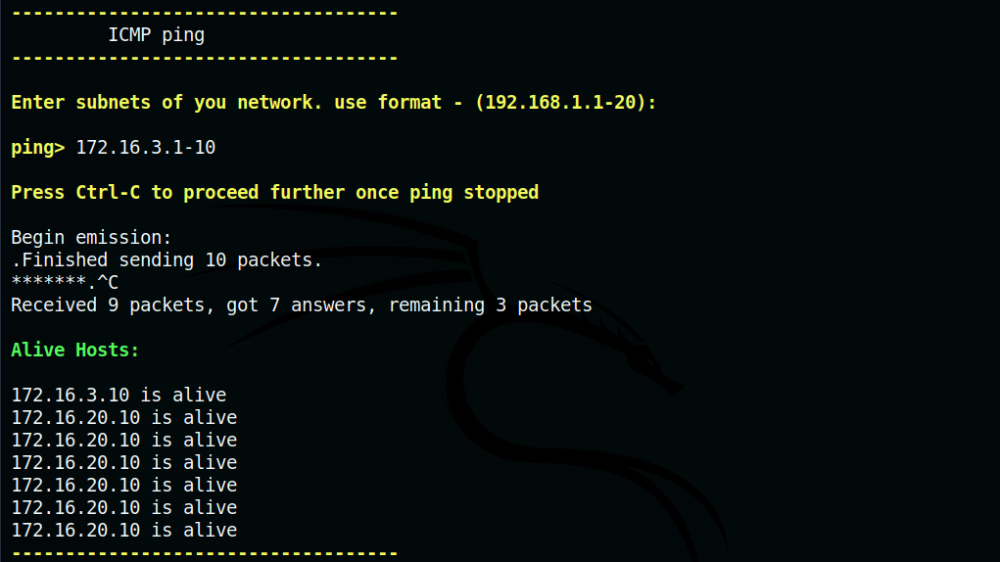 ------------------------------------
ICMP ping
------------------------------------
Enter subnets of you network. use format - (192.168.1.1-20):
ping> 172.16.3.1-10
Press Ctrl-C to proceed further once ping stopped
Begin emission:
.Finished sending 10 packets.
*******.^C
Received 9 packets, got 7 answers, remaining 3 packets
Alive Hosts:
172.16.3.10 is alive
172.16.20.10 is alive
172.16.20.10 is alive
172.16.20.10 is alive
172.16.20.10 is alive
172.16.20.10 is alive
172.16.20.10 is alive
------------------------------------